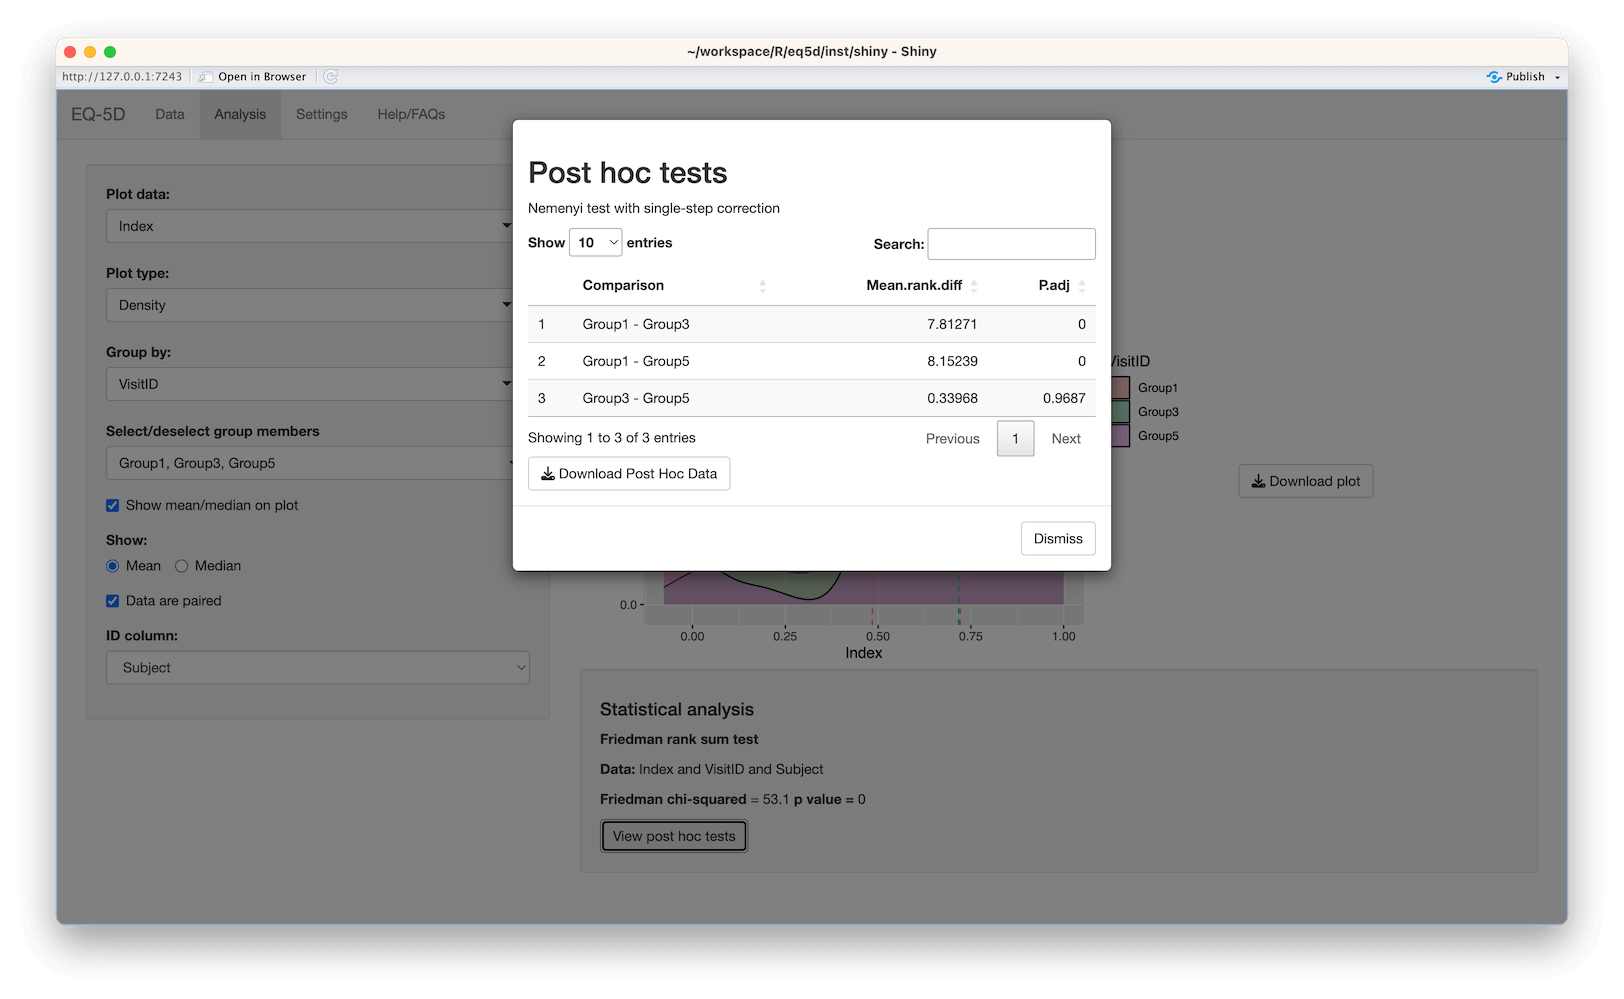 ~/workspace/R/eq5d/inst/shiny - Shiny
http://127.0.0.1:7243 Open in Browser Publish
EQ-5D Data Analysis Settings Help/FAQs
Plot data:
Index
Plot type:
Density
Group by:
VisitID
Select/deselect group members
Group1, Group3, Group5
Show mean/median on plot
Show:
Mean Median
Data are paired
ID column:
Subject
Post hoc tests
Nemenyi test with single-step correction
Show 10 entries Search:
Comparison Mean.rank.diff P.adj
1 Group1 - Group3 7.81271 0
2 Group1 - Group5 8.15239 0
3 Group3 - Group5 0.33968 0.9687
Showing 1 to 3 of 3 entries Previous 1 Next
Download Post Hoc Data
Dismiss
VisitID
Group1
Group3
Group5
Download plot
0.0
0.00 0.25 0.50 0.75 1.00
Index
Statistical analysis
Friedman rank sum test
Data: Index and VisitID and Subject
Friedman chi-squared = 53.1 p value = 0
View post hoc tests